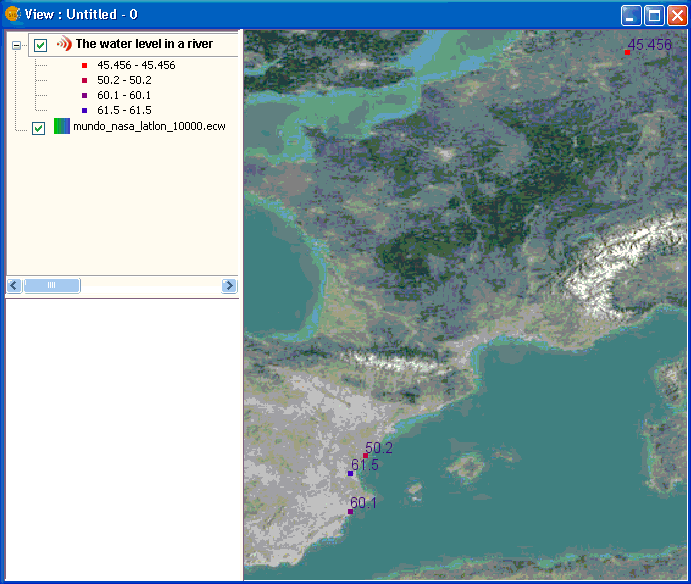 View : Untitled - 0
The water level in a river
45.456 - 45.456
50.2 - 50.2
60.1 - 60.1
61.5 - 61.5
mundo_nasa_latlon_10000.ecw
45.456
50.2
61.5
60.1